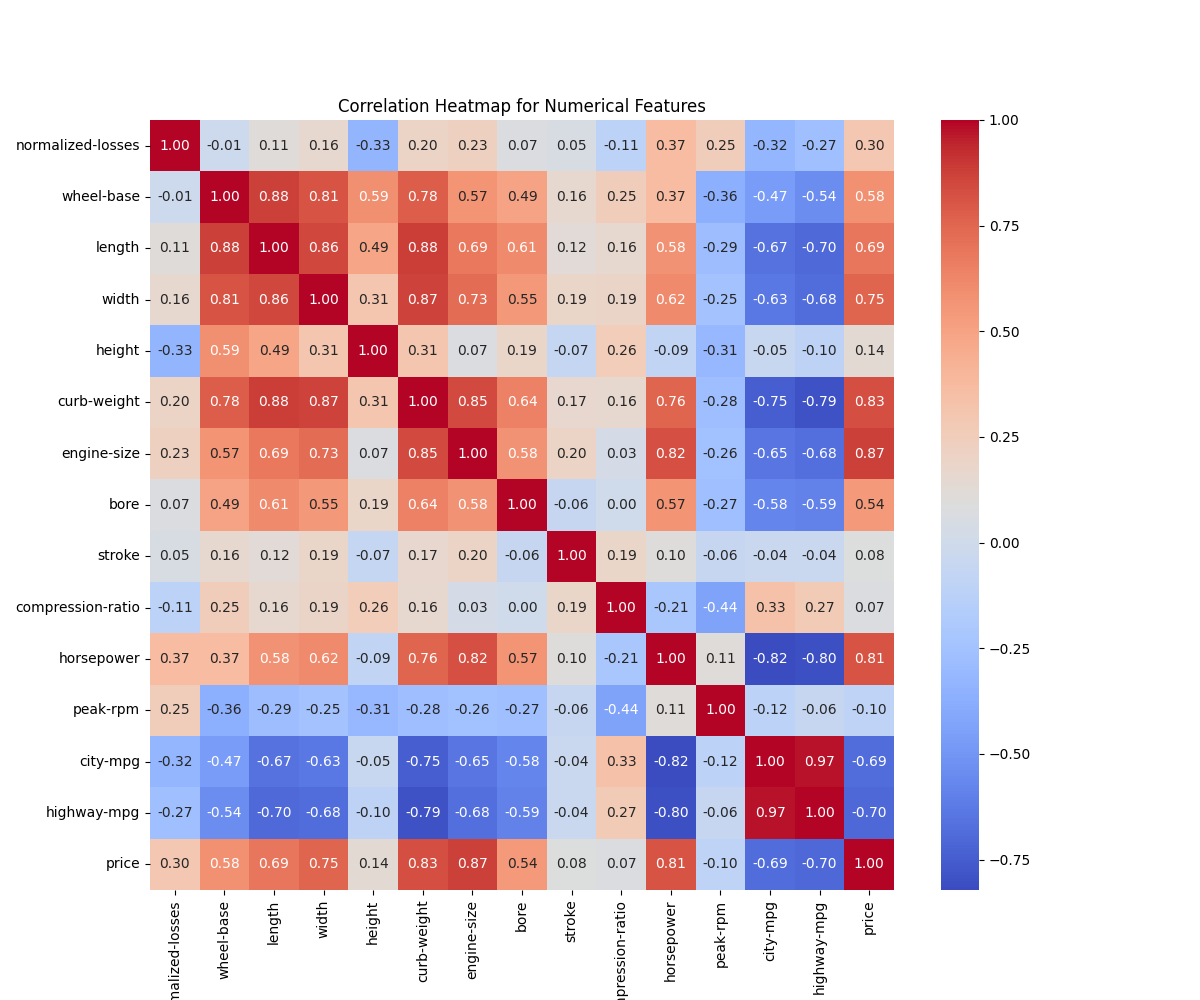 Correlation Heatmap for Numerical Features
normalized-losses 1.00 -0.01 0.11 0.16 -0.33 0.20 0.23 0.07 0.05 -0.11 0.37 0.25 -0.32 -0.27 0.30
wheel-base -0.01 1.00 0.88 0.81 0.59 0.78 0.57 0.49 0.16 0.25 0.37 -0.36 -0.47 -0.54 0.58
length 0.11 0.88 1.00 0.86 0.49 0.88 0.69 0.61 0.12 0.16 0.58 -0.29 -0.67 -0.70 0.69
width 0.16 0.81 0.86 1.00 0.31 0.87 0.73 0.55 0.19 0.19 0.62 -0.25 -0.63 -0.68 0.75
height -0.33 0.59 0.49 0.31 1.00 0.31 0.07 0.19 -0.07 0.26 -0.09 -0.31 -0.05 -0.10 0.14
curb-weight 0.20 0.78 0.88 0.87 0.31 1.00 0.85 0.64 0.17 0.16 0.76 -0.28 -0.75 -0.79 0.83
engine-size 0.23 0.57 0.69 0.73 0.07 0.85 1.00 0.58 0.20 0.03 0.82 -0.26 -0.65 -0.68 0.87
bore 0.07 0.49 0.61 0.55 0.19 0.64 0.58 1.00 -0.06 0.00 0.57 -0.27 -0.58 -0.59 0.54
stroke 0.05 0.16 0.12 0.19 -0.07 0.17 0.20 -0.06 1.00 0.19 0.10 -0.06 -0.04 -0.04 0.08
compression-ratio -0.11 0.25 0.16 0.19 0.26 0.16 0.03 0.00 0.19 1.00 -0.21 -0.44 0.33 0.27 0.07
horsepower 0.37 0.37 0.58 0.62 -0.09 0.76 0.82 0.57 0.10 -0.21 1.00 0.11 -0.82 -0.80 0.81
peak-rpm 0.25 -0.36 -0.29 -0.25 -0.31 -0.28 -0.26 -0.27 -0.06 -0.44 0.11 1.00 -0.12 -0.06 -0.10
city-mpg -0.32 -0.47 -0.67 -0.63 -0.05 -0.75 -0.65 -0.58 -0.04 0.33 -0.82 -0.12 1.00 0.97 -0.69
highway-mpg -0.27 -0.54 -0.70 -0.68 -0.10 -0.79 -0.68 -0.59 -0.04 0.27 -0.80 -0.06 0.97 1.00 -0.70
price 0.30 0.58 0.69 0.75 0.14 0.83 0.87 0.54 0.08 0.07 0.81 -0.10 -0.69 -0.70 1.00
malized-losses
wheel-base
length
width
height
curb-weight
engine-size
bore
stroke
pression-ratio
horsepower
peak-rpm
city-mpg
highway-mpg
price
1.00
0.75
0.50
0.25
0.00
−0.25
−0.50
−0.75